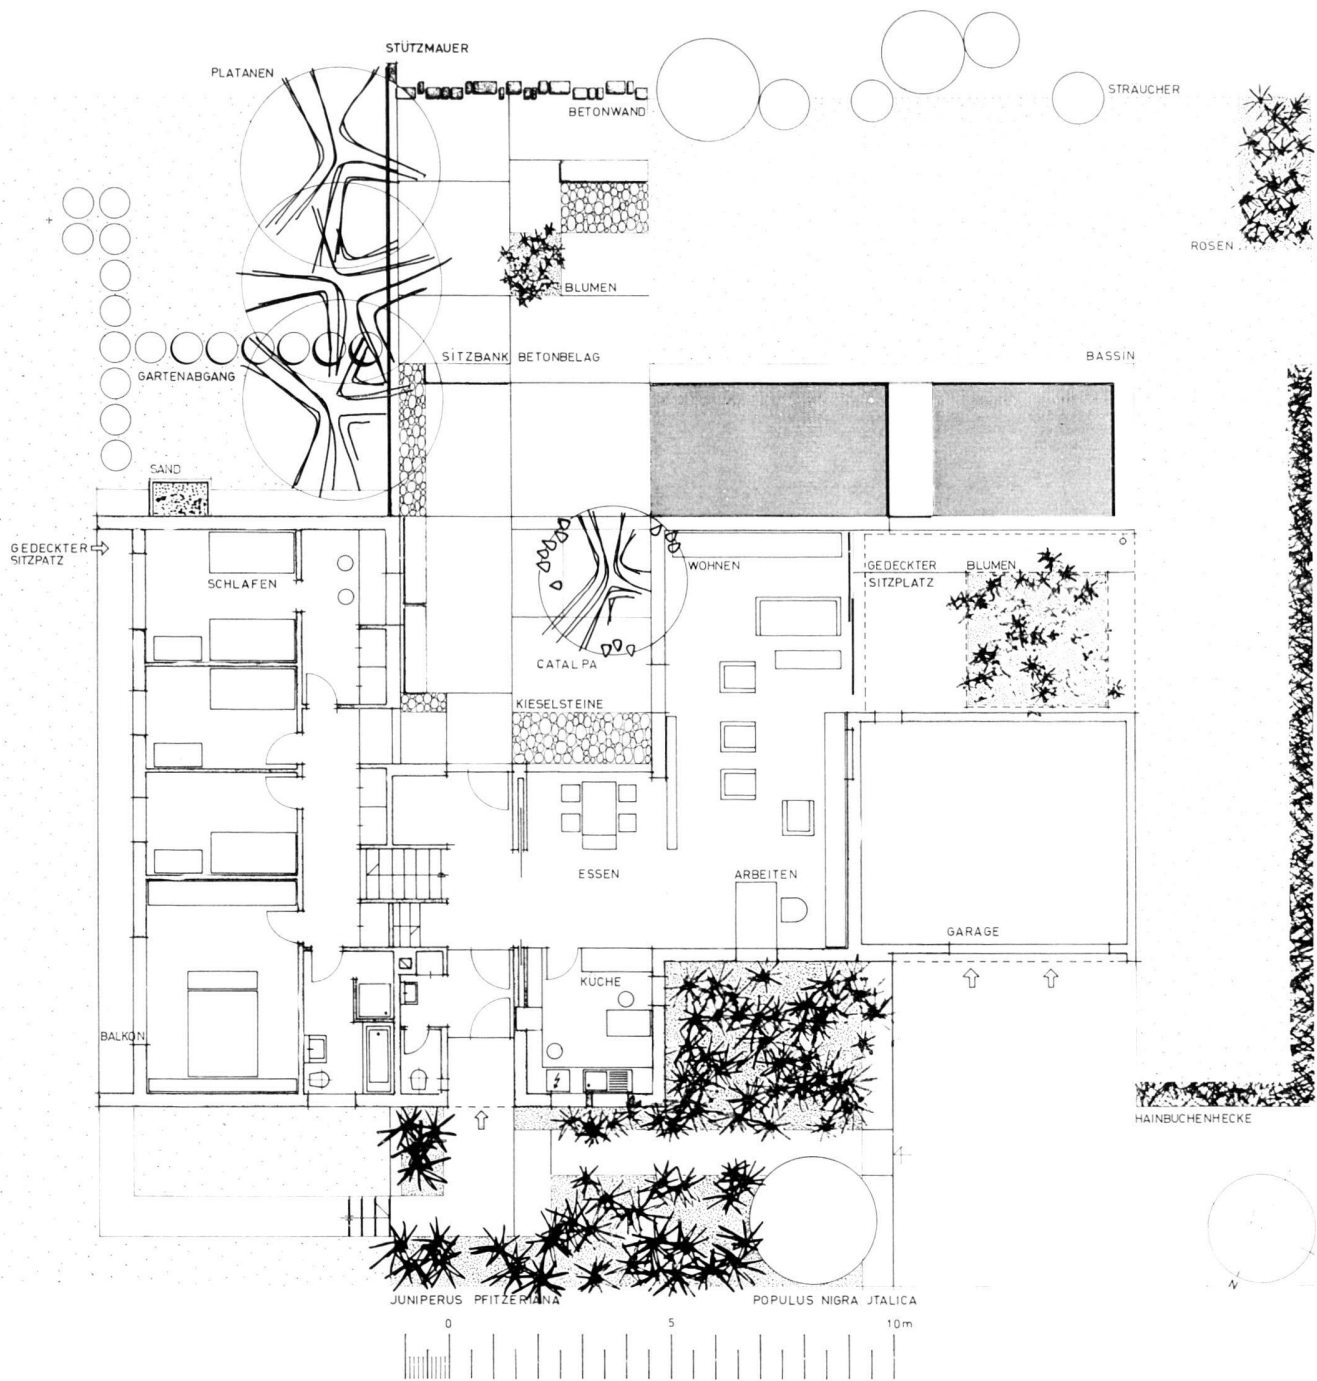 STÜTZMAUER
PLATANEN
BETONWAND
STRAUCHER
ROSEN
BLUMEN
SITZBANK BETONBELAG
BASSIN
GARTENABGANG
SAND
GEDECKTER
SITZPATZ
SCHLAFEN
WOHNEN
GEDECKTER
SITZPLATZ
BLUMEN
CATALPA
KIESELSTEINE
ESSEN
ARBEITEN
GARAGE
KÜCHE
BALKON
HAINBUCHENHECKE
N
JUNIPERUS PFITZERIANA
POPULUS NIGRA JTALICA
0 5 10m